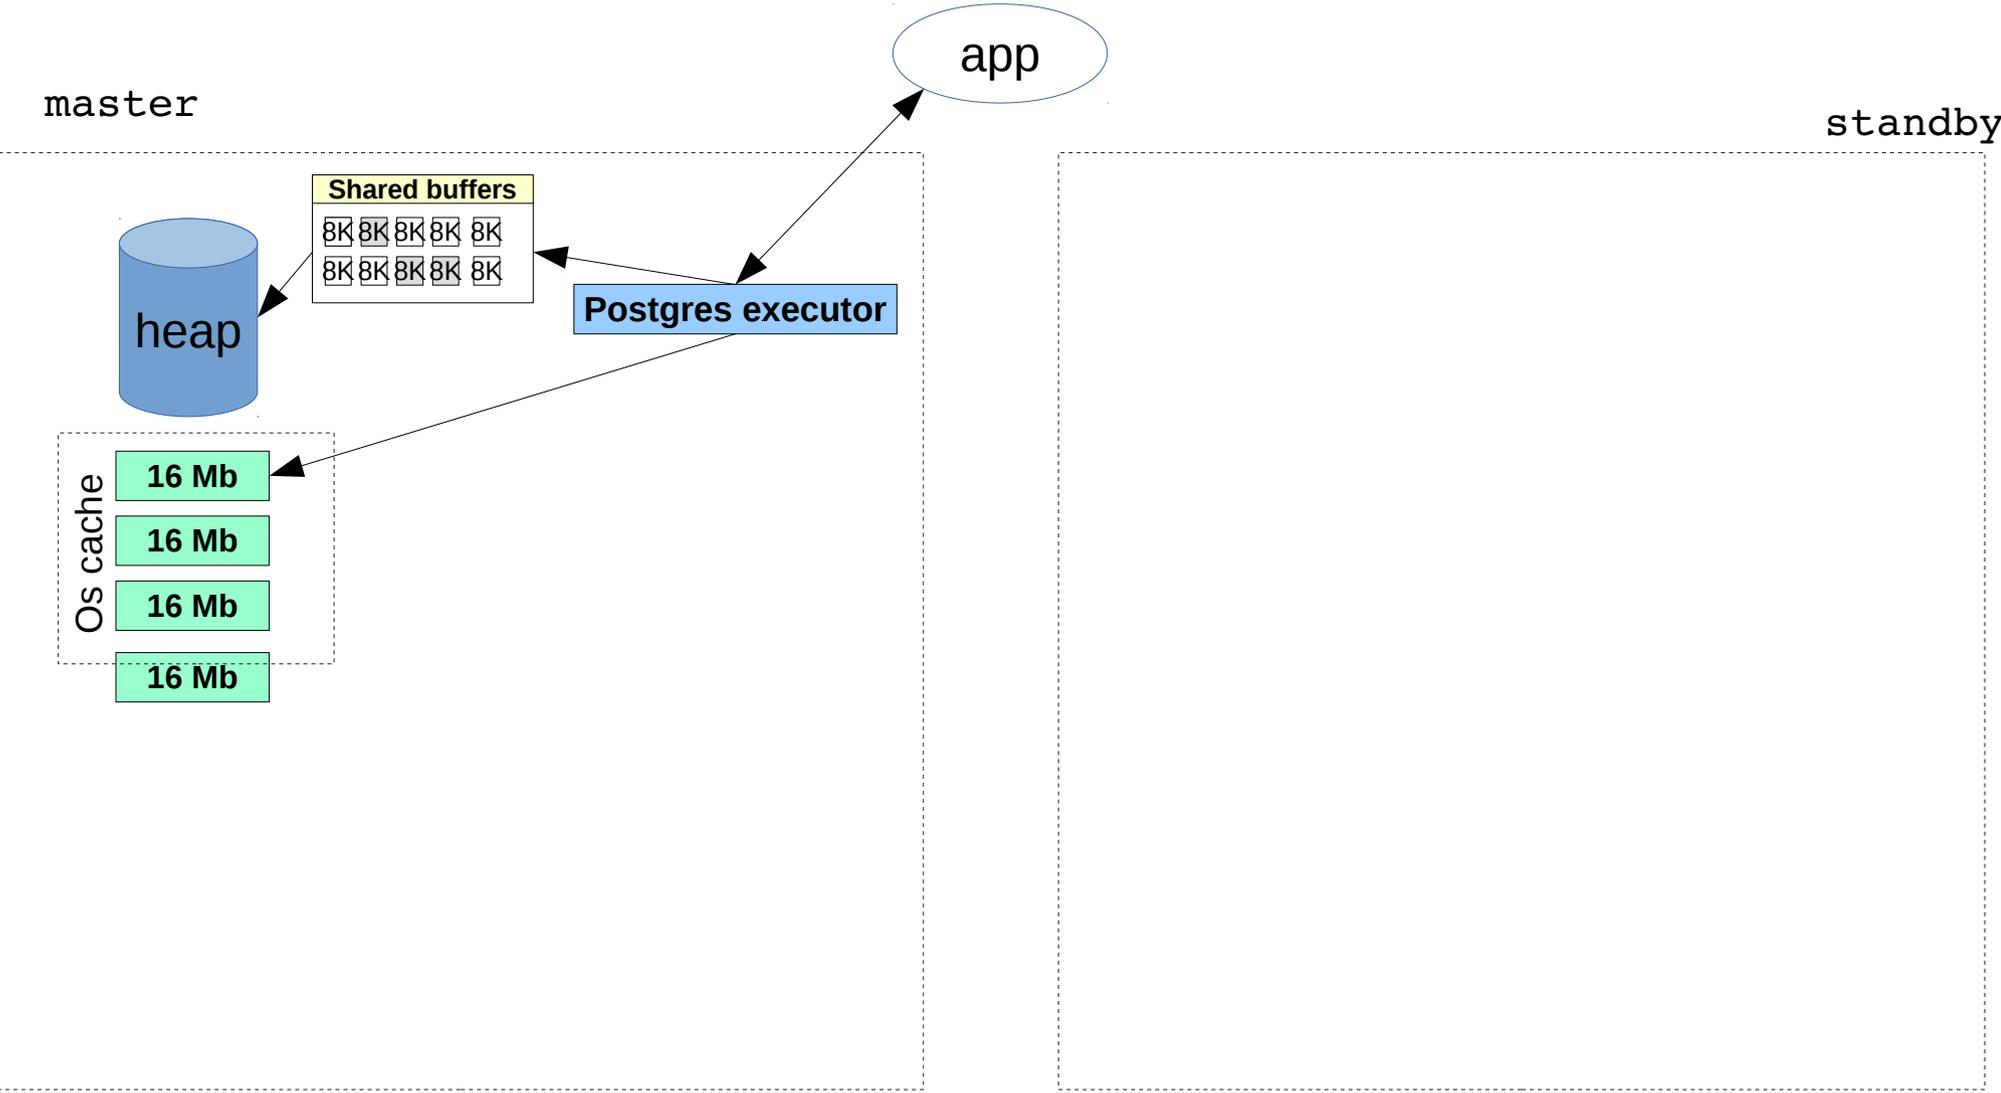 app
master
standby
Shared buffers
8K 8K 8K 8K 8K
8K 8K 8K 8K 8K
heap
Postgres executor
Os cache
16 Mb
16 Mb
16 Mb
16 Mb